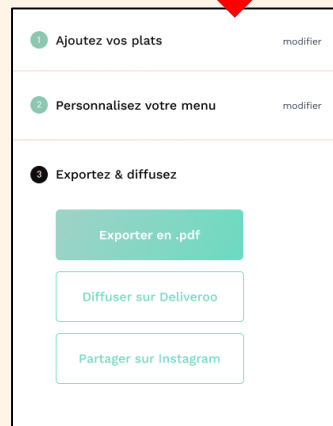 1 Ajoutez vos plats modifier
2 Personnalisez votre menu modifier
3 Exportez & diffusez
Exporter en .pdf
Diffuser sur Deliveroo
Partager sur Instagram